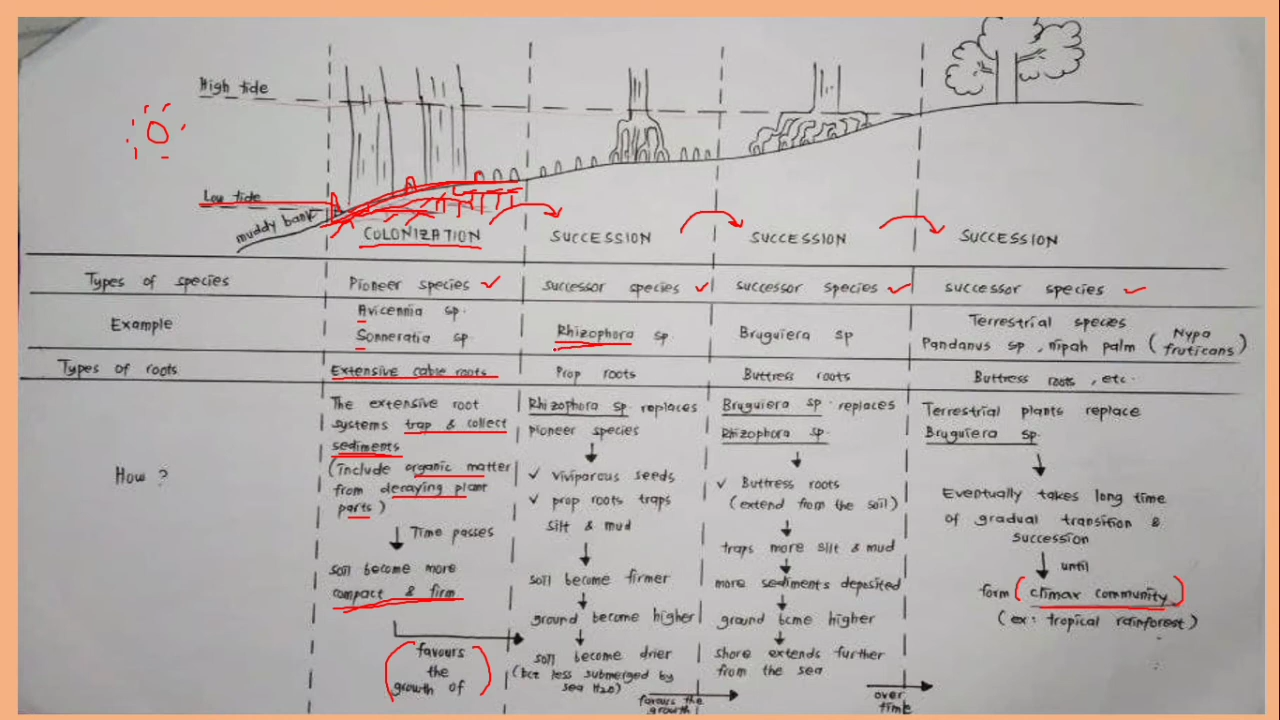 High tide
Low tide
muddy bank
COLONIZATION
SUCCESSION
SUCCESSION
SUCCESSION
Types of species
Pioneer species ✓
successor species ✓
successor species ✓
successor species ✓
Example
Avicennia sp.
Sonneratia sp.
Rhizophora sp.
Bruguiera sp
Terrestrial species
Pandanus sp, nipah palm (Nypa fruticans)
Types of roots
Extensive cable roots
Prop roots
Buttress roots
Buttress roots, etc.
How?
The extensive root
systems trap & collect
sediments
(include organic matter
from deraying plant
parts)
↓ Time passes
soil become more
compact & firm
favours
the
growth of
Rhizophora sp. replaces
pioneer species
↓
✓ viviparous seeds
✓ prop roots traps
silt & mud
↓
soil become firmer
↓
ground become higher
↓
soil become drier
(bcz less submerged by
sea H2O)
favours the
growth
Bruguiera sp. replaces
Rhizophora sp.
↓
✓ Buttress roots
(extend from the soil)
↓
traps more silt & mud
↓
more sediments deposited
↓
ground bcme higher
↓
shore extends further
from the sea
over
time
Terrestrial plants replace
Bruguiera sp.
↓
Eventually takes long time
of gradual transition &
succession
↓ until
form (climax community)
(ex: tropical rainforest)